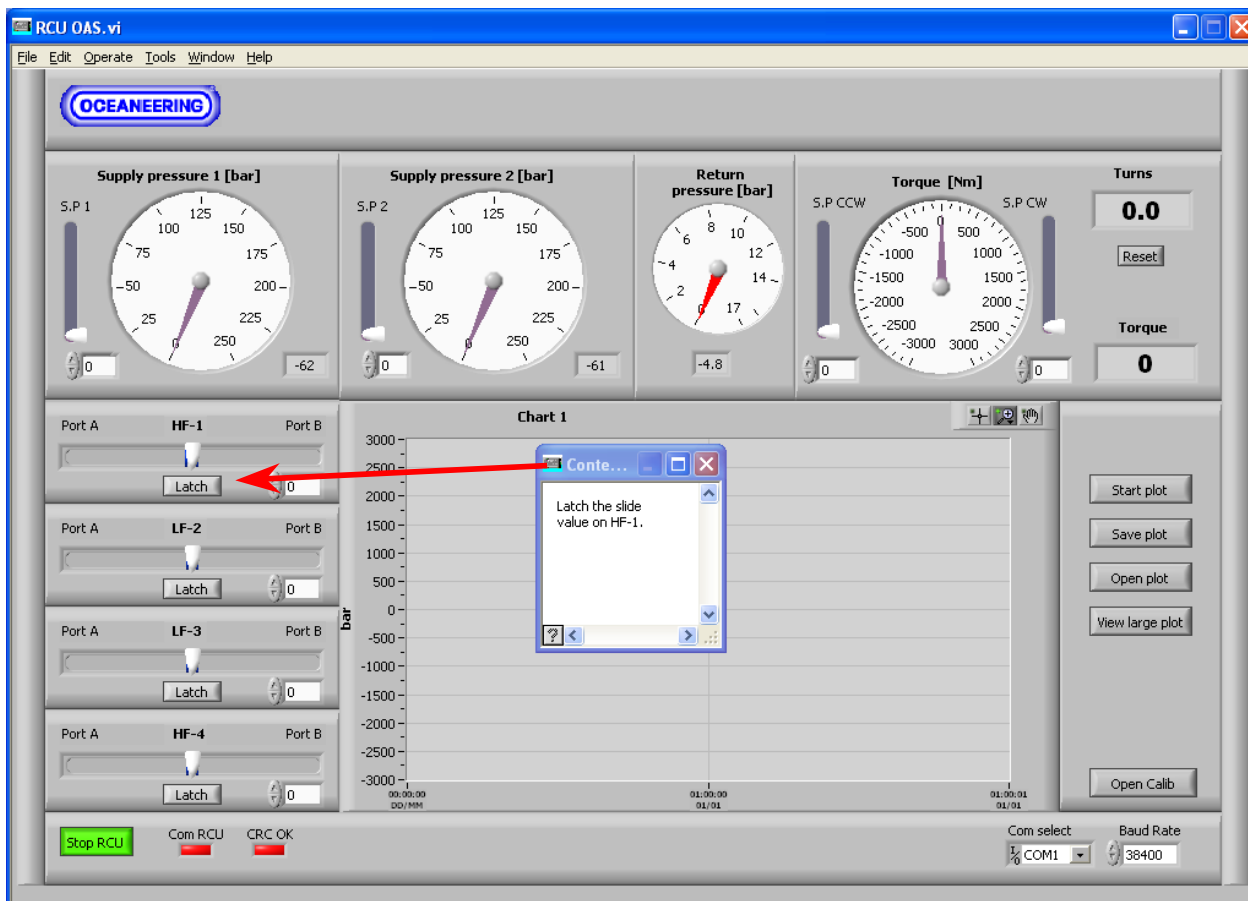 RCU OAS.vi
File Edit Operate Tools Window Help
OCEANEERING
Supply pressure 1 [bar]
S.P 1
0 25 50 75 100 125 150 175 200 225 250
0
-62
Supply pressure 2 [bar]
S.P 2
0 25 50 75 100 125 150 175 200 225 250
0
-61
Return
pressure [bar]
0 2 4 6 8 10 12 14 17
-4.8
Torque [Nm]
S.P CCW
S.P CW
-3000 -2500 -2000 -1500 -1000 -500 0 500 1000 1500 2000 2500 3000
0
0
Turns
0.0
Reset
Torque
0
Port A HF-1 Port B
Latch 0
Port A LF-2 Port B
Latch 0
Port A LF-3 Port B
Latch 0
Port A HF-4 Port B
Latch 0
Chart 1
bar
3000
2500
2000
1500
1000
500
0
-500
-1000
-1500
-2000
-2500
-3000
00:00:00 01:00:00 01:00:01
DD/MM 01/01 01/01
Conte...
Latch the slide
value on HF-1.
?
Start plot
Save plot
Open plot
View large plot
Open Calib
Stop RCU
Com RCU CRC OK
Com select Baud Rate
I/O COM1 38400